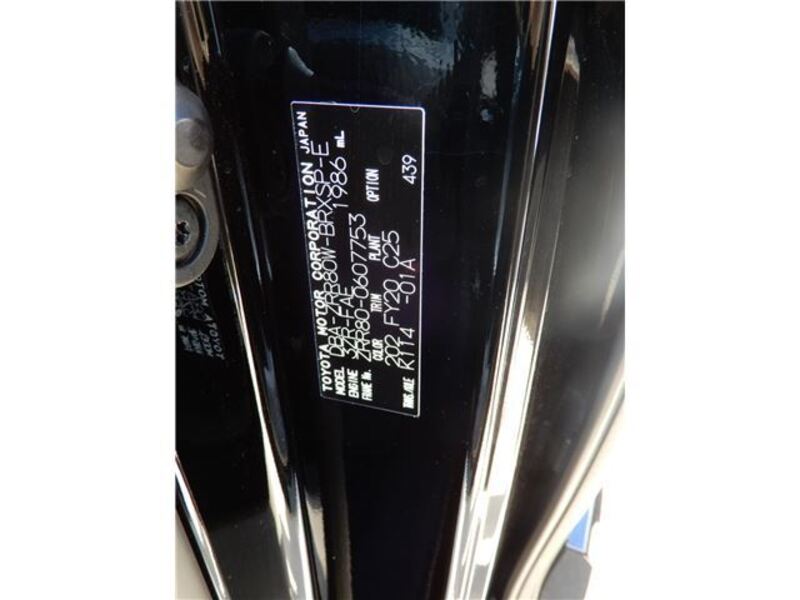 TOYOTA MOTOR CORPORATION JAPAN
MODEL DBA-ZRR80W-BRXSP-E
ENGINE 3ZR-FAE 1986 mL
FRAME No. ZRR80-0607753
COLOR TRIM PLANT OPTION
202 FY20 C25 439
TRANS./AXLE K114 -01A